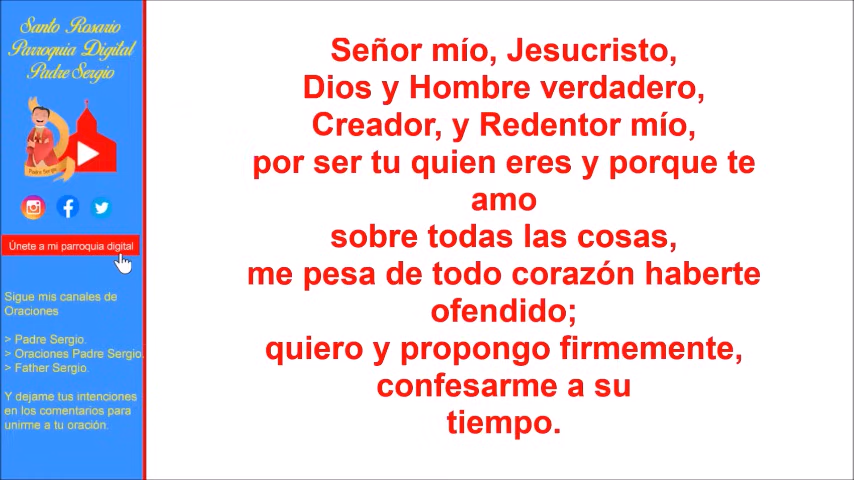 Santo Rosario
Parroquia Digital
Padre Sergio
Padre Sergio
Únete a mi parroquia digital
Sigue mis canales de
Oraciones
> Padre Sergio.
> Oraciones Padre Sergio.
> Father Sergio.
Y dejame tus intenciones
en los comentarios para
unirme a tu oración.
Señor mío, Jesucristo,
Dios y Hombre verdadero,
Creador, y Redentor mío,
por ser tu quien eres y porque te
amo
sobre todas las cosas,
me pesa de todo corazón haberte
ofendido;
quiero y propongo firmemente,
confesarme a su
tiempo.